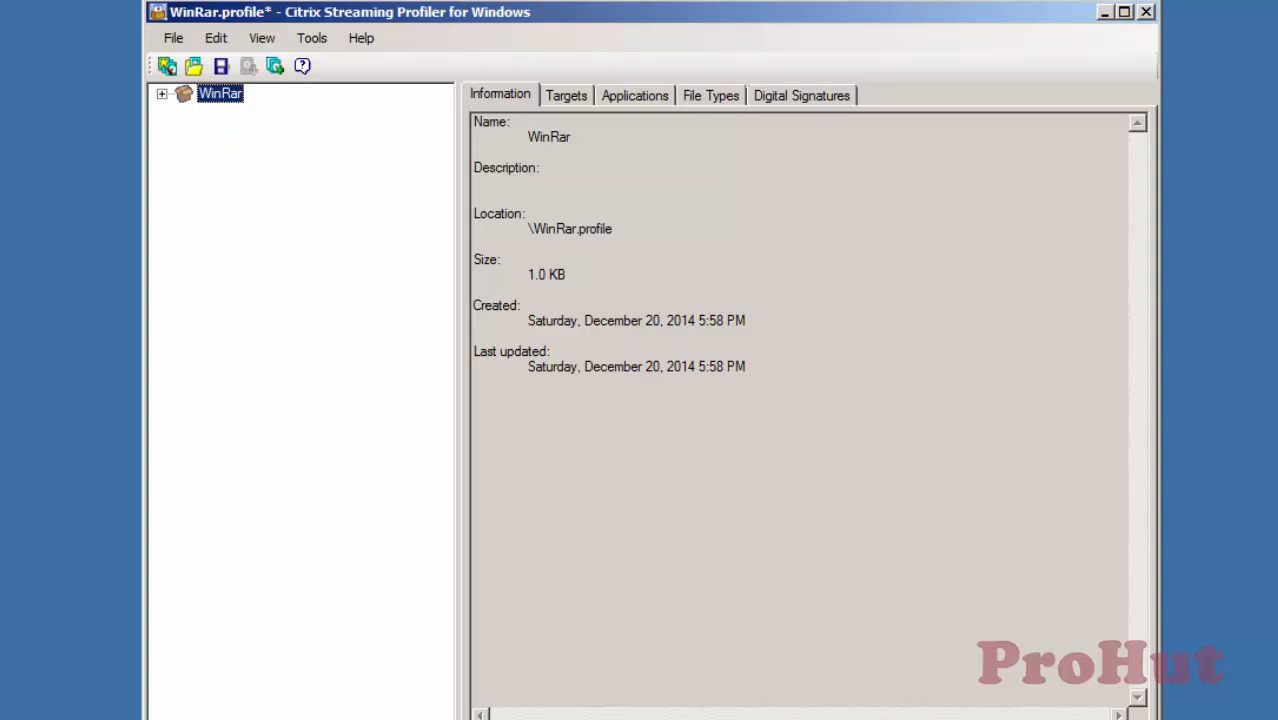 WinRar.profile* - Citrix Streaming Profiler for Windows
File Edit View Tools Help
WinRar
Information Targets Applications File Types Digital Signatures
Name:
WinRar
Description:
Location:
\WinRar.profile
Size:
1.0 KB
Created:
Saturday, December 20, 2014 5:58 PM
Last updated:
Saturday, December 20, 2014 5:58 PM
ProHut